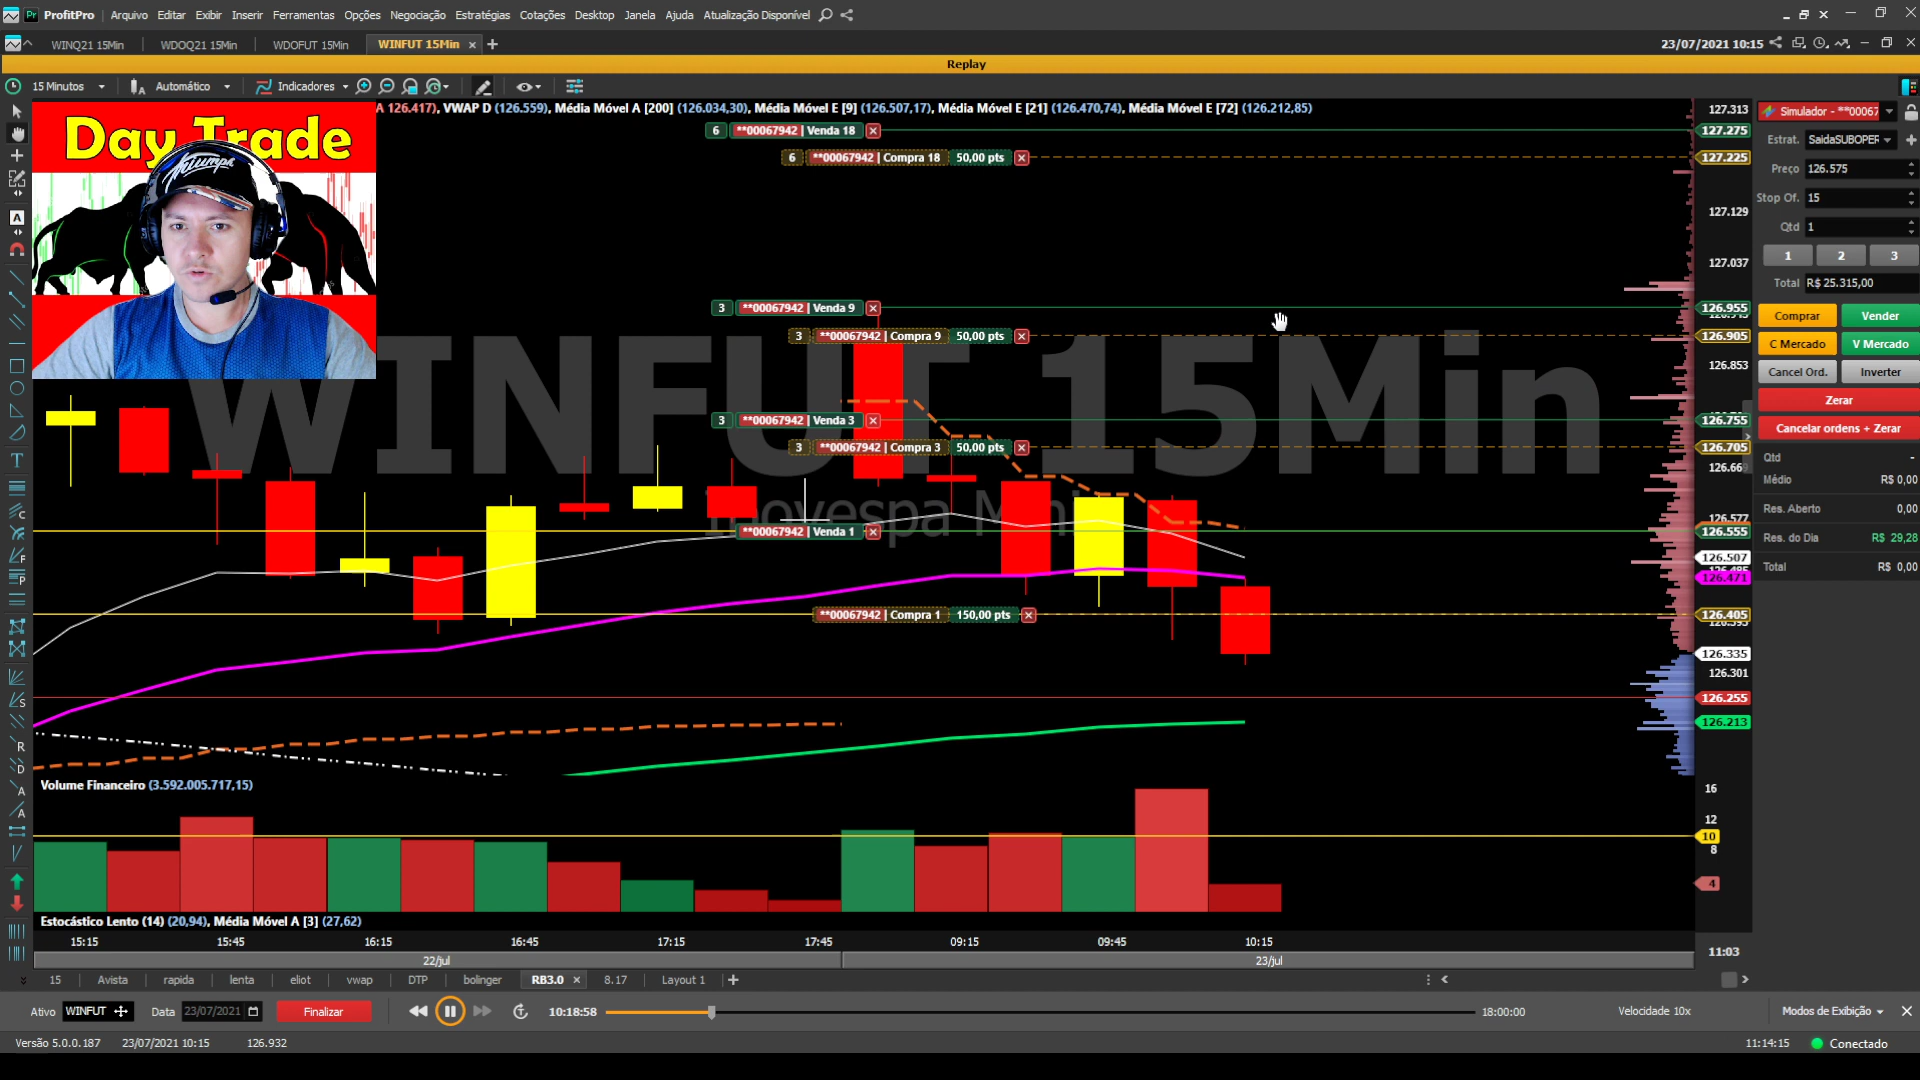 ProfitPro Arquivo Editar Exibir Inserir Ferramentas Opções Negociação Estratégias Cotações Desktop Janela Ajuda Atualização Disponível
WINQ21 15Min WDOQ21 15Min WDOFUT 15Min WINFUT 15Min 23/07/2021 10:15
Replay
15 Minutos Automático Indicadores
A 126.417), VWAP D (126.559), Média Móvel A [200] (126.034,30), Média Móvel E [9] (126.507,17), Média Móvel E [21] (126.470,74), Média Móvel E [72] (126.212,85)
Day Trade
Triumph
WINFUT 15Min
6 **00067942 | Venda 18
6 **00067942 | Compra 18 50,00 pts
3 **00067942 | Venda 9
3 **00067942 | Compra 9 50,00 pts
3 **00067942 | Venda 3
3 **00067942 | Compra 3 50,00 pts
**00067942 | Venda 1
**00067942 | Compra 1 150,00 pts
127.313
127.275
127.225
127.129
127.037
126.955
126.905
126.853
126.755
126.705
126.577
126.555
126.507
126.471
126.405
126.335
126.301
126.255
126.213
Simulador - **0006
Estrat. SaidaSUBOPER
Preço 126.575
Stop Of. 15
Qtd 1
1 2 3
Total R$ 25.315,00
Comprar Vender
C Mercado V Mercado
Cancel Ord. Inverter
Zerar
Cancelar ordens + Zerar
Qtd -
Médio R$ 0,00
Res. Aberto 0,00
Res. do Dia R$ 29,28
Total R$ 0,00
Volume Financeiro (3.592.005.717,15)
16
12
10
8
4
Estocástico Lento (14) (20,94), Média Móvel A [3] (27,62)
15:15 15:45 16:15 16:45 17:15 17:45 09:15 09:45 10:15 11:03
22/jul 23/jul
15 Avista rapida lenta eliot vwap DTP bolinger RB3.0 8.17 Layout 1
Ativo WINFUT Data 23/07/2021 Finalizar 10:18:58 18:00:00 Velocidade 10x Modos de Exibição
Versão 5.0.0.187 23/07/2021 10:15 126.932 11:14:15 Conectado